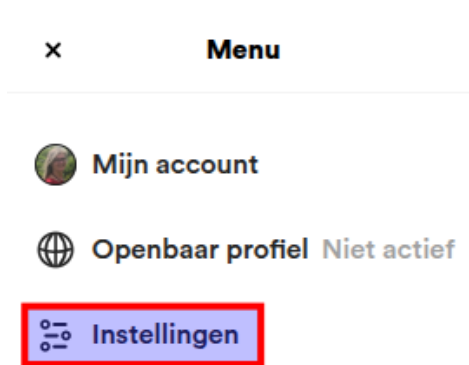 × Menu
Mijn account
Openbaar profiel Niet actief
Instellingen